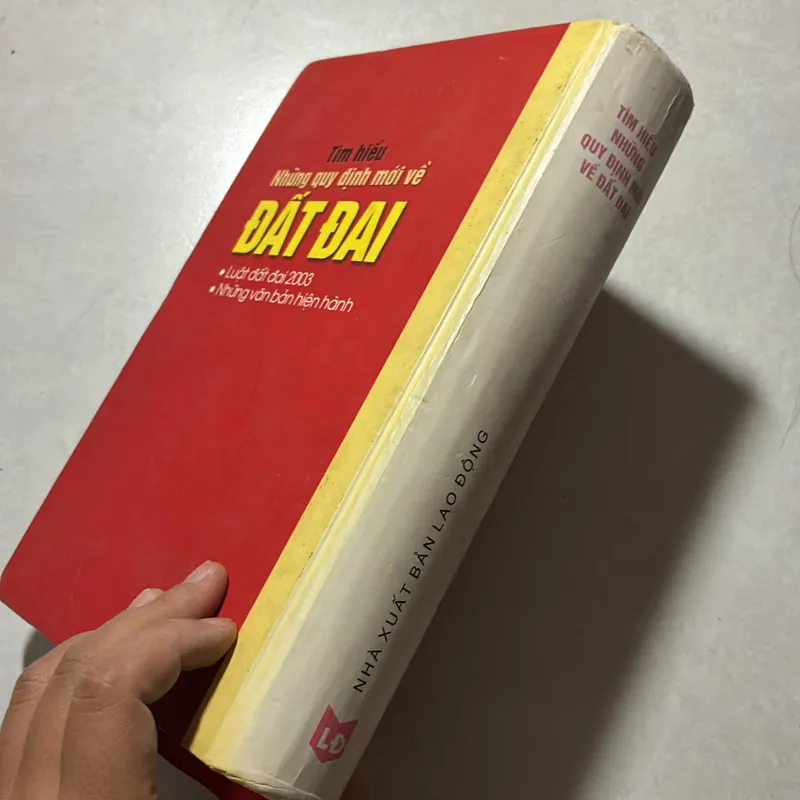 Tìm hiểu
Những quy định mới về
ĐẤT ĐAI
• Luật đất đai 2003
• Những văn bản hiện hành
TÌM HIỂU
NHỮNG
QUY ĐỊNH MỚI
VỀ ĐẤT ĐAI
NHÀ XUẤT BẢN LAO ĐỘNG
LĐ